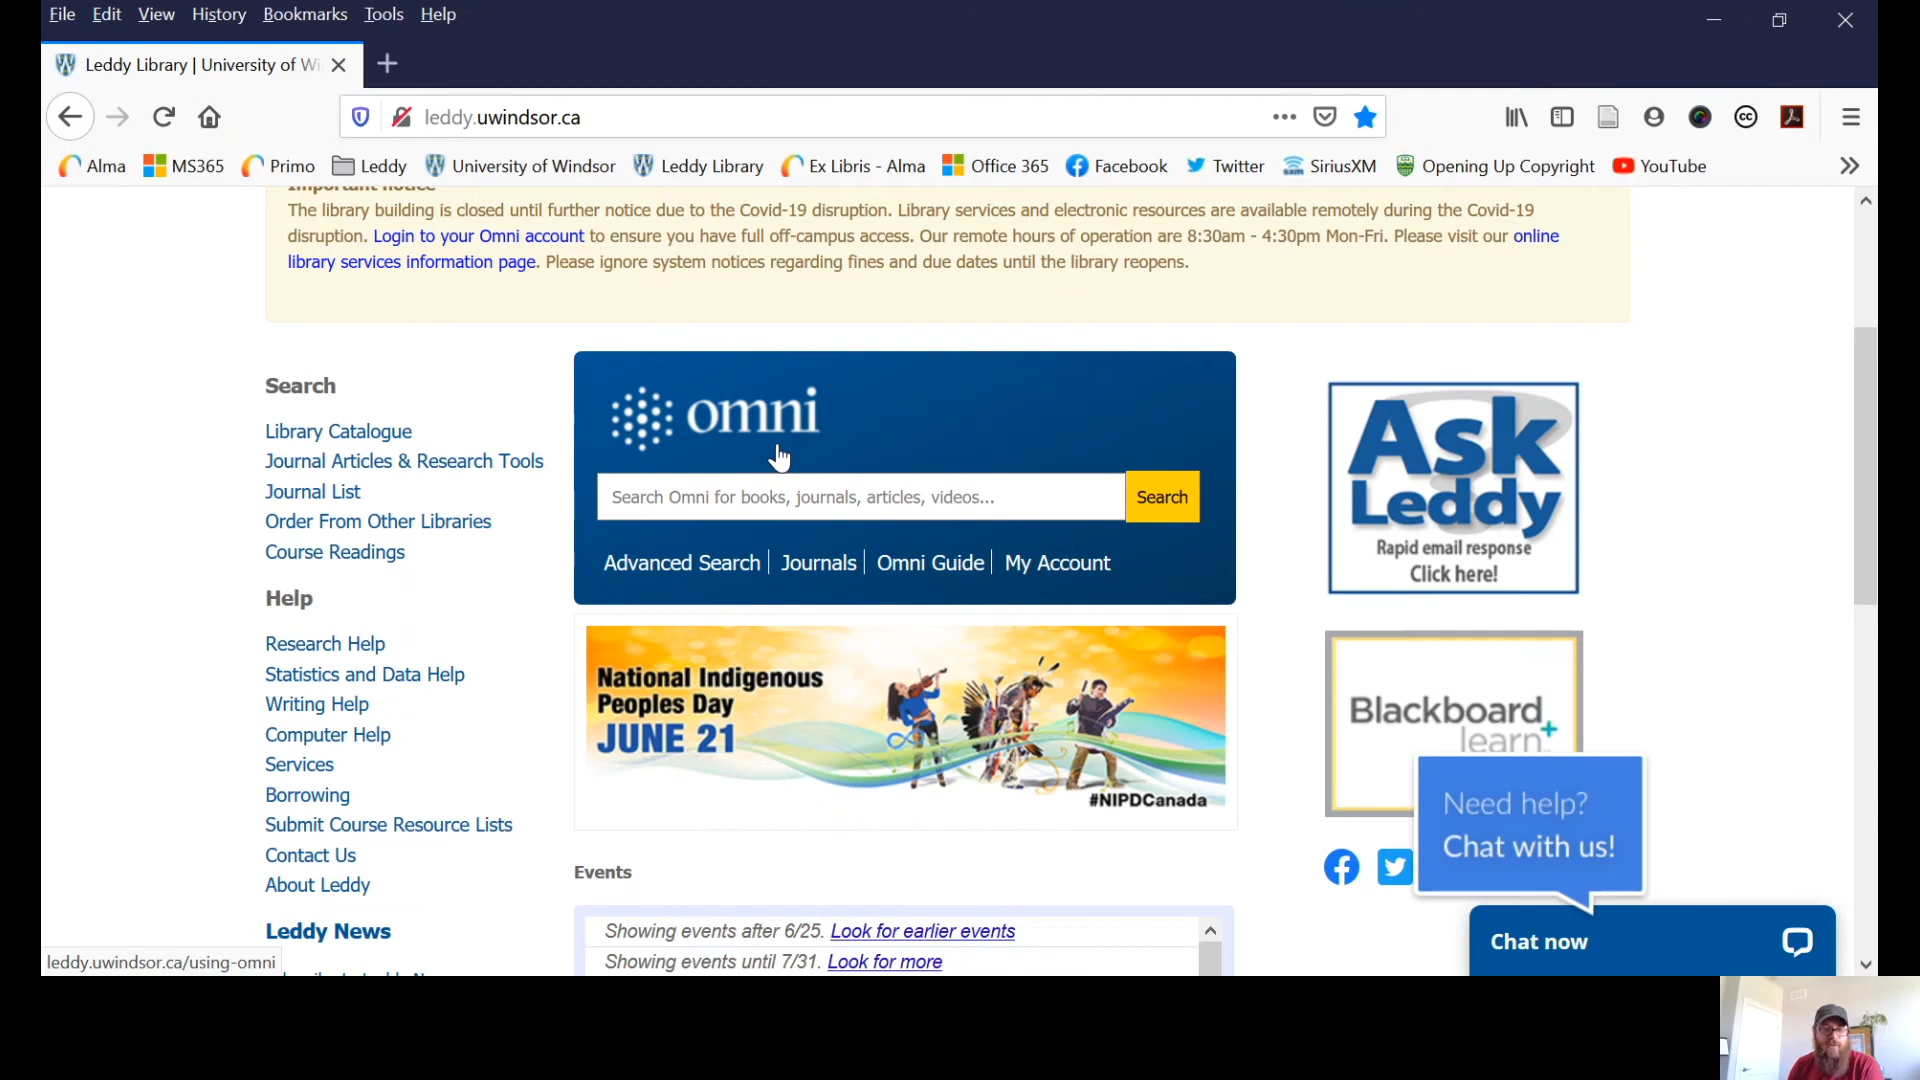 File Edit View History Bookmarks Tools Help
Leddy Library | University of Wi
leddy.uwindsor.ca
Alma MS365 Primo Leddy University of Windsor Leddy Library Ex Libris - Alma Office 365 Facebook Twitter SiriusXM Opening Up Copyright YouTube
Important notice
The library building is closed until further notice due to the Covid-19 disruption. Library services and electronic resources are available remotely during the Covid-19
disruption. Login to your Omni account to ensure you have full off-campus access. Our remote hours of operation are 8:30am - 4:30pm Mon-Fri. Please visit our online
library services information page. Please ignore system notices regarding fines and due dates until the library reopens.
Search
Library Catalogue
Journal Articles & Research Tools
Journal List
Order From Other Libraries
Course Readings
Help
Research Help
Statistics and Data Help
Writing Help
Computer Help
Services
Borrowing
Submit Course Resource Lists
Contact Us
About Leddy
Leddy News
leddy.uwindsor.ca/using-omni
omni
Search Omni for books, journals, articles, videos...
Search
Advanced Search Journals Omni Guide My Account
National Indigenous
Peoples Day
JUNE 21
#NIPDCanada
Events
Showing events after 6/25. Look for earlier events
Showing events until 7/31. Look for more
Ask
Leddy
Rapid email response
Click here!
Blackboard
learn
Need help?
Chat with us!
Chat now